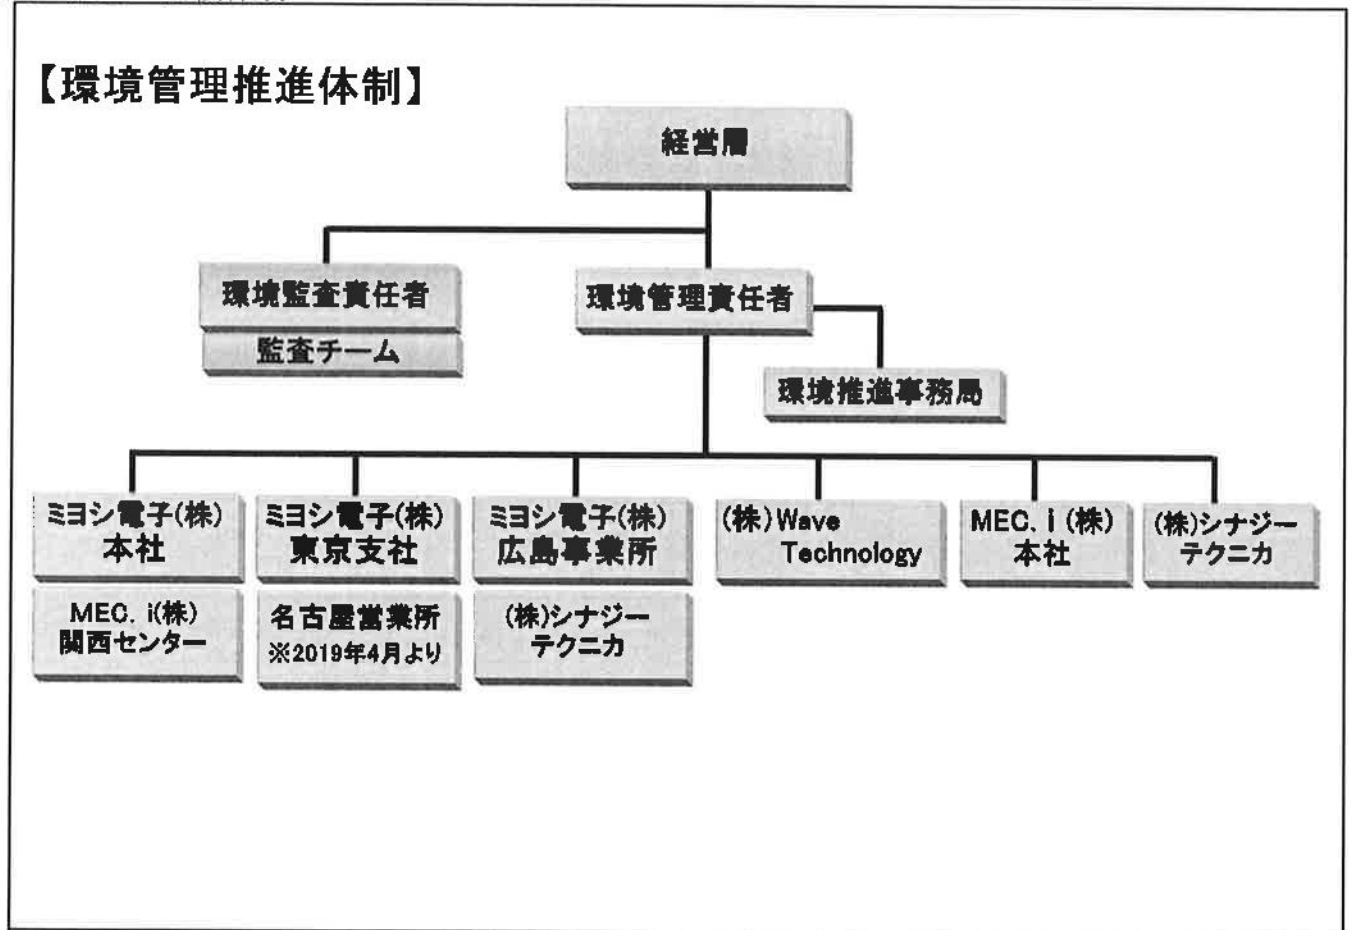 【環境管理推進体制】
経営層
環境監査責任者
監査チーム
環境管理責任者
環境推進事務局
ミヨシ電子(株)
本社
ミヨシ電子(株)
東京支社
ミヨシ電子(株)
広島事業所
(株)Wave
Technology
MEC. i (株)
本社
(株)シナジー
テクニカ
MEC. i(株)
関西センター
名古屋営業所
※2019年4月より
(株)シナジー
テクニカ